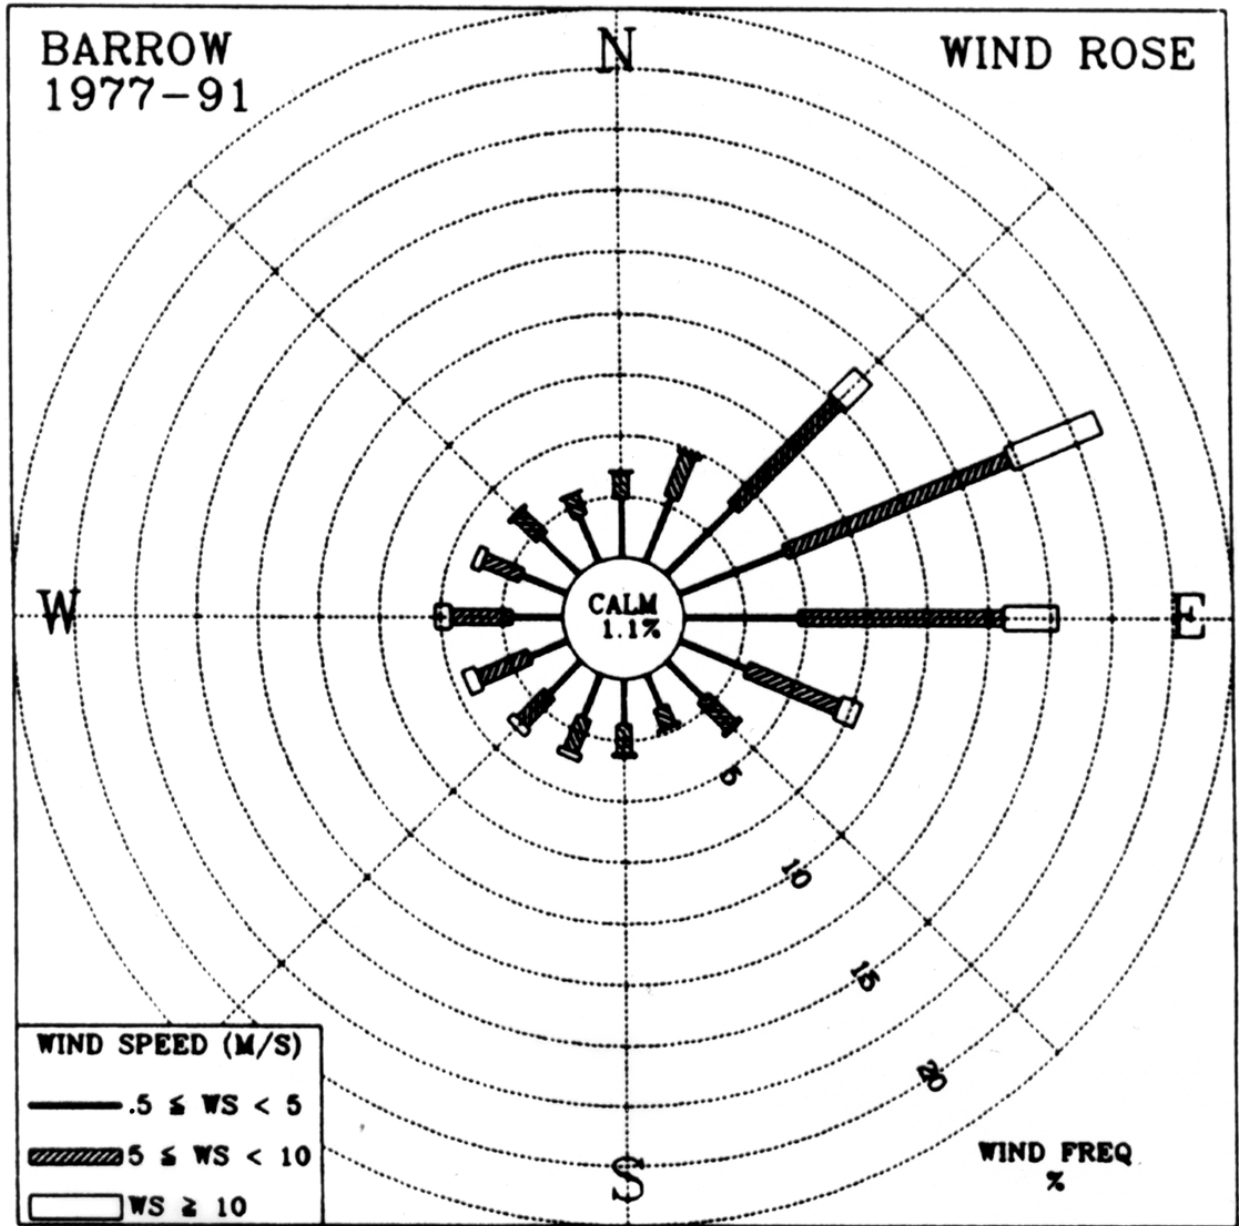 BARROW
1977-91
WIND ROSE
N
W
E
CALM
1.1%
5
10
15
20
S
WIND SPEED (M/S)
.5 ≤ WS < 5
5 ≤ WS < 10
WS ≥ 10
WIND FREQ
%